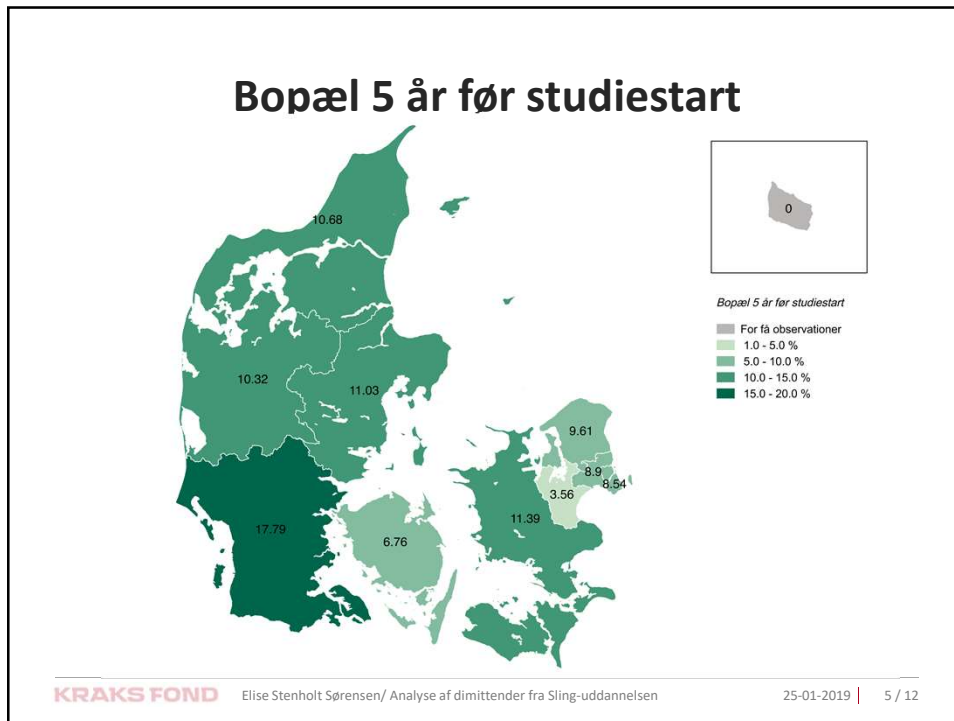 Bopæl 5 år før studiestart
10.68
0
Bopæl 5 år før studiestart
For få observationer
1.0 - 5.0 %
5.0 - 10.0 %
10.0 - 15.0 %
15.0 - 20.0 %
10.32
11.03
9.61
8.9
8.54
3.56
11.39
17.79
6.76
KRAKS FOND
Elise Stenholt Sørensen/ Analyse af dimittender fra Sling-uddannelsen
25-01-2019
5 / 12